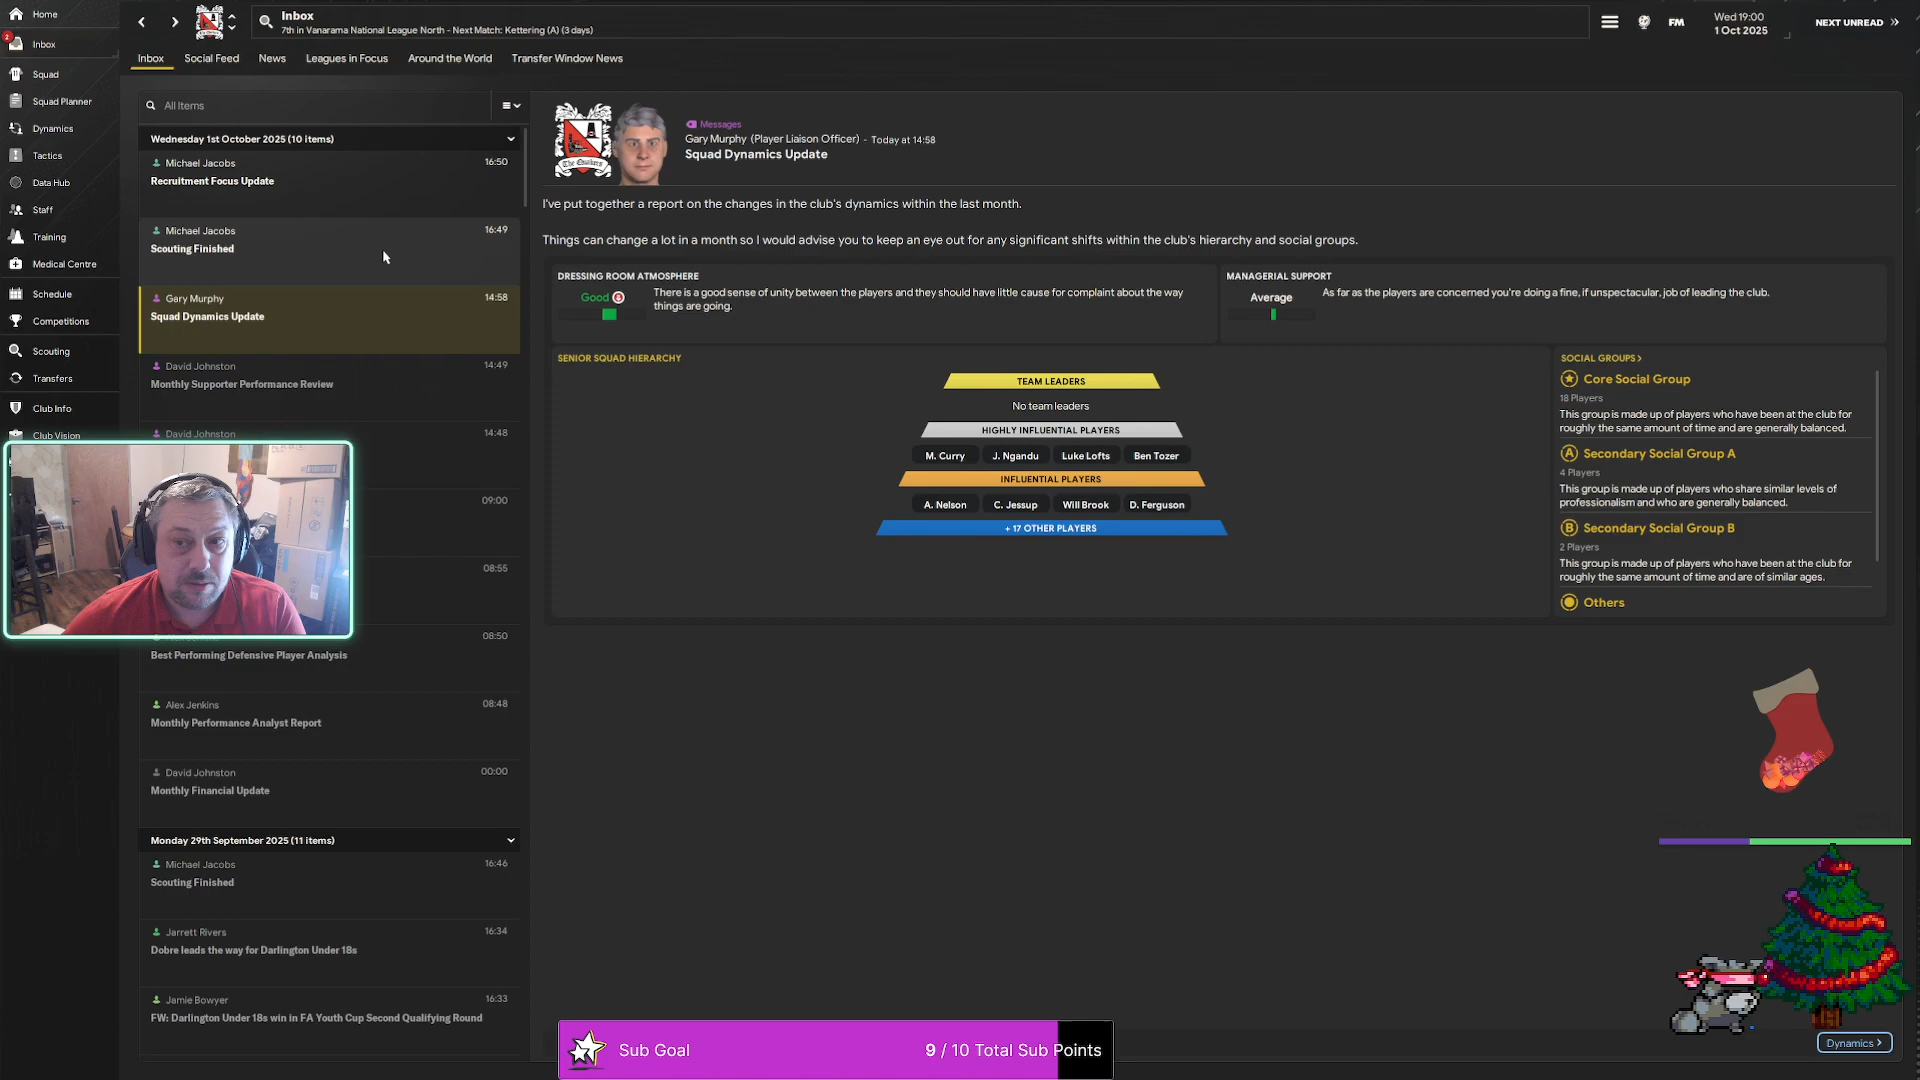 Home
Inbox
7th in Vanarama National League North - Next Match: Kettering (A) (3 days)
FM
Wed 19:00
1 Oct 2025
NEXT UNREAD
2
Inbox
Squad
Squad Planner
Dynamics
Tactics
Data Hub
Staff
Training
Medical Centre
Schedule
Competitions
Scouting
Transfers
Club Info
Club Vision
Inbox
Social Feed
News
Leagues in Focus
Around the World
Transfer Window News
All Items
Wednesday 1st October 2025 (10 items)
Michael Jacobs
16:50
Recruitment Focus Update
Michael Jacobs
16:49
Scouting Finished
Gary Murphy
14:58
Squad Dynamics Update
David Johnston
14:49
Monthly Supporter Performance Review
David Johnston
14:48
09:00
08:55
08:50
Best Performing Defensive Player Analysis
Alex Jenkins
08:48
Monthly Performance Analyst Report
David Johnston
00:00
Monthly Financial Update
Monday 29th September 2025 (11 items)
Michael Jacobs
16:46
Scouting Finished
Jarrett Rivers
16:34
Dobre leads the way for Darlington Under 18s
Jamie Bowyer
16:33
FW: Darlington Under 18s win in FA Youth Cup Second Qualifying Round
The Quakers
Messages
Gary Murphy (Player Liaison Officer) - Today at 14:58
Squad Dynamics Update
I've put together a report on the changes in the club's dynamics within the last month.
Things can change a lot in a month so I would advise you to keep an eye out for any significant shifts within the club's hierarchy and social groups.
DRESSING ROOM ATMOSPHERE
Good
There is a good sense of unity between the players and they should have little cause for complaint about the way
things are going.
MANAGERIAL SUPPORT
Average
As far as the players are concerned you're doing a fine, if unspectacular, job of leading the club.
SENIOR SQUAD HIERARCHY
TEAM LEADERS
No team leaders
HIGHLY INFLUENTIAL PLAYERS
M. Curry
J. Ngandu
Luke Lofts
Ben Tozer
INFLUENTIAL PLAYERS
A. Nelson
C. Jessup
Will Brook
D. Ferguson
+ 17 OTHER PLAYERS
SOCIAL GROUPS >
Core Social Group
18 Players
This group is made up of players who have been at the club for
roughly the same amount of time and are generally balanced.
A Secondary Social Group A
4 Players
This group is made up of players who share similar levels of
professionalism and who are generally balanced.
B Secondary Social Group B
2 Players
This group is made up of players who have been at the club for
roughly the same amount of time and are of similar ages.
Others
Sub Goal
9 / 10 Total Sub Points
Dynamics >